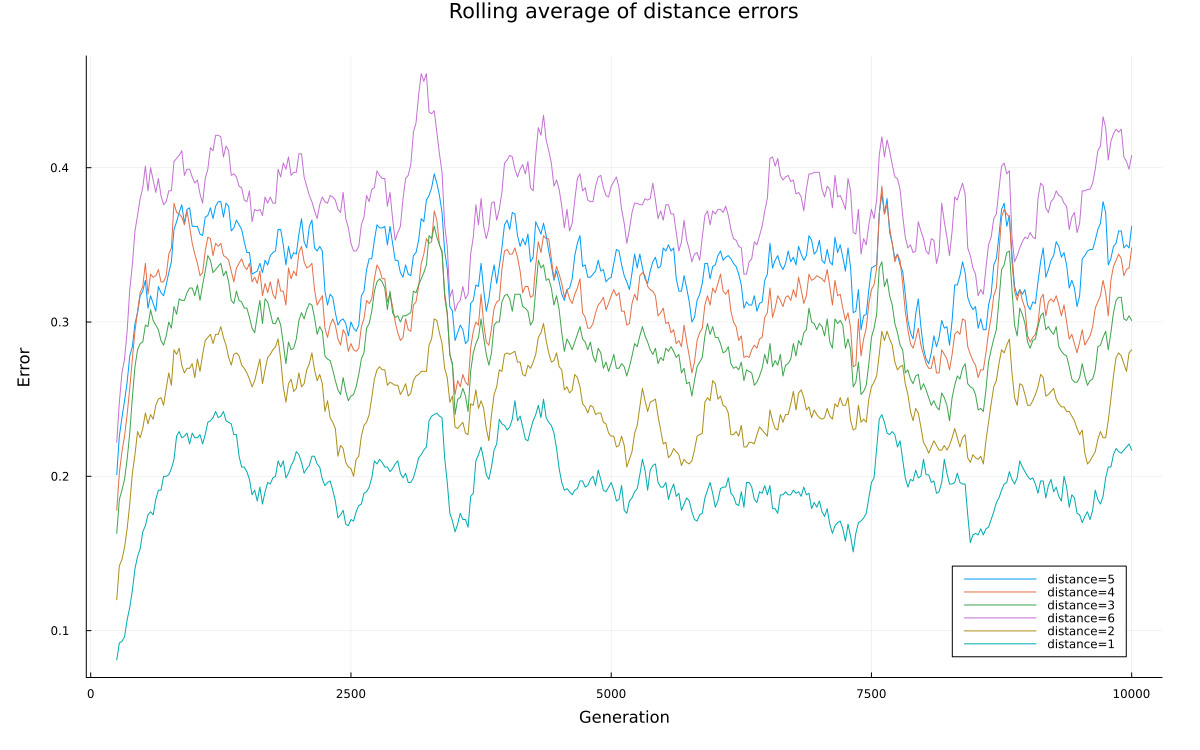 Rolling average of distance errors
Error
0.4
0.3
0.2
0.1
0 2500 5000 7500 10000
Generation
distance=5
distance=4
distance=3
distance=6
distance=2
distance=1